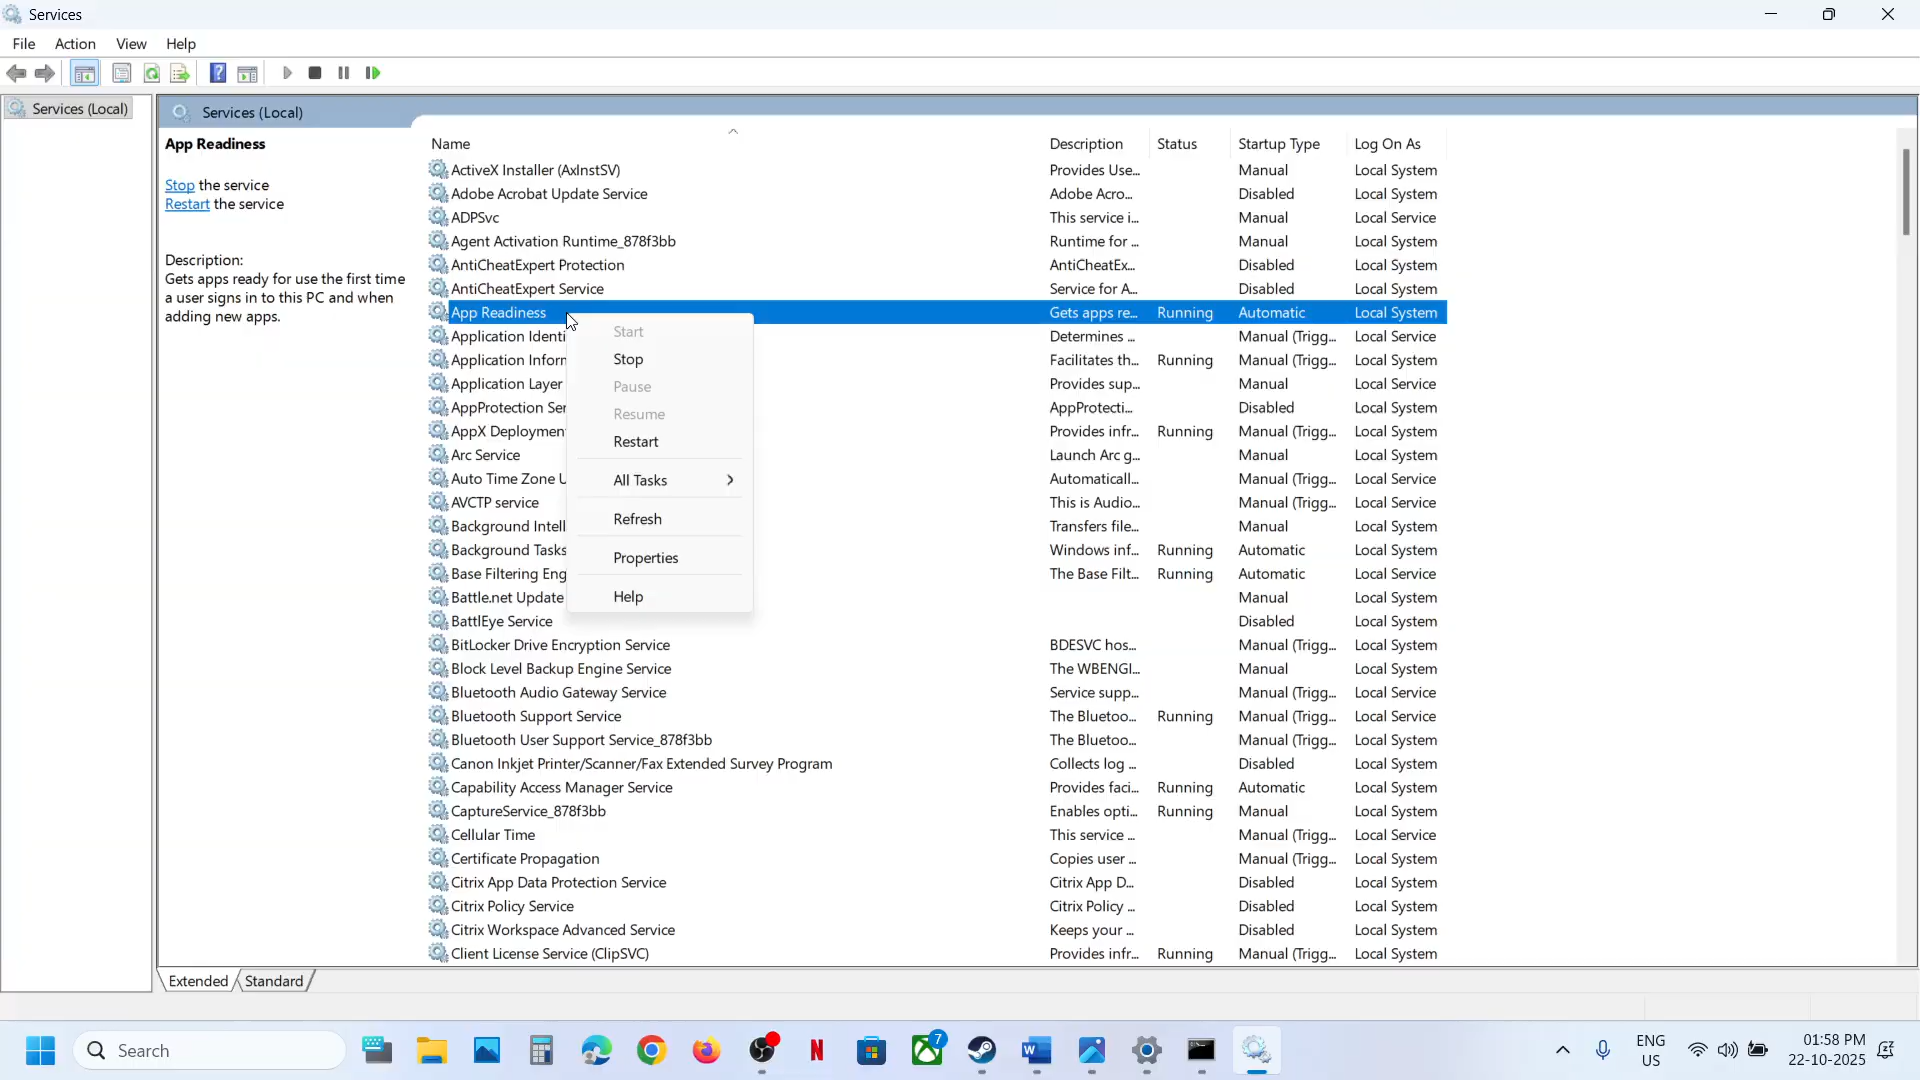 Services
File Action View Help
Services (Local)
Services (Local)
App Readiness
Stop the service
Restart the service
Description:
Gets apps ready for use the first time
a user signs in to this PC and when
adding new apps.
Name Description Status Startup Type Log On As
ActiveX Installer (AxInstSV) Provides Use... Manual Local System
Adobe Acrobat Update Service Adobe Acro... Disabled Local System
ADPSvc This service i... Manual Local Service
Agent Activation Runtime_878f3bb Runtime for ... Manual Local System
AntiCheatExpert Protection AntiCheatEx... Disabled Local System
AntiCheatExpert Service Service for A... Disabled Local System
App Readiness Gets apps re... Running Automatic Local System
Application Identi Determines ... Manual (Trigg... Local Service
Application Inform Facilitates th... Running Manual (Trigg... Local System
Application Layer Provides sup... Manual Local Service
AppProtection Ser AppProtecti... Disabled Local System
AppX Deploymen Provides infr... Running Manual (Trigg... Local System
Arc Service Launch Arc g... Manual Local System
Auto Time Zone U Automaticall... Disabled Local Service
AVCTP service This is Audio... Manual (Trigg... Local Service
Background Intell Transfers file... Manual Local System
Background Tasks Windows inf... Running Automatic Local System
Base Filtering Eng The Base Filt... Running Automatic Local Service
Battle.net Update Manual Local System
BattlEye Service Disabled Local System
BitLocker Drive Encryption Service BDESVC hos... Manual (Trigg... Local System
Block Level Backup Engine Service The WBENGI... Manual Local System
Bluetooth Audio Gateway Service Service supp... Manual (Trigg... Local Service
Bluetooth Support Service The Bluetoo... Running Manual (Trigg... Local Service
Bluetooth User Support Service_878f3bb The Bluetoo... Manual (Trigg... Local System
Canon Inkjet Printer/Scanner/Fax Extended Survey Program Collects log ... Disabled Local System
Capability Access Manager Service Provides faci... Running Automatic Local System
CaptureService_878f3bb Enables opti... Running Manual Local System
Cellular Time This service ... Manual (Trigg... Local Service
Certificate Propagation Copies user ... Manual (Trigg... Local System
Citrix App Data Protection Service Citrix App D... Disabled Local System
Citrix Policy Service Citrix Policy ... Disabled Local System
Citrix Workspace Advanced Service Keeps your ... Disabled Local System
Client License Service (ClipSVC) Provides infr... Running Manual (Trigg... Local System
Start
Stop
Pause
Resume
Restart
All Tasks
Refresh
Properties
Help
Extended Standard
Search
7
ENG
US
01:58 PM
22-10-2025